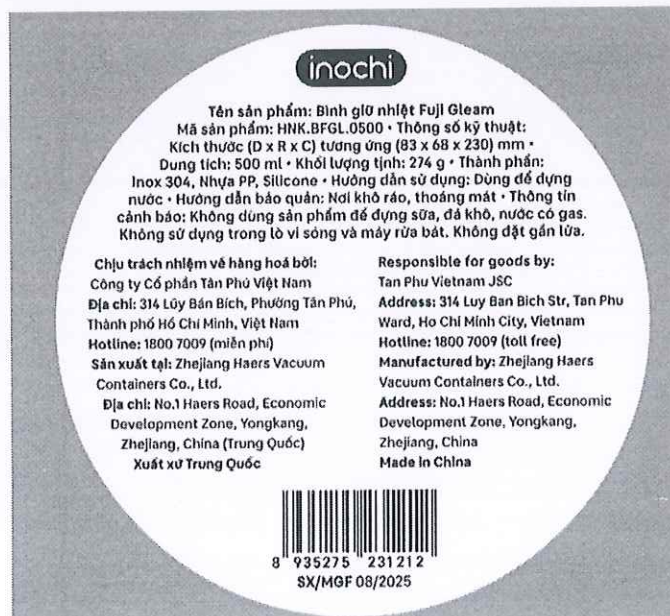 inochi
Tên sản phẩm: Bình giữ nhiệt Fuji Gleam
Mã sản phẩm: HNK.BFGL.0500 • Thông số kỹ thuật:
Kích thước (D x R x C) tương ứng (83 x 68 x 230) mm •
Dung tích: 500 ml • Khối lượng tịnh: 274 g • Thành phần:
Inox 304, Nhựa PP, Silicone • Hướng dẫn sử dụng: Dùng để đựng
nước • Hướng dẫn bảo quản: Nơi khô ráo, thoáng mát • Thông tin
cảnh báo: Không dùng sản phẩm để đựng sữa, đá khô, nước có gas.
Không sử dụng trong lò vi sóng và máy rửa bát. Không đặt gần lửa.
Chịu trách nhiệm về hàng hoá bởi:
Công ty Cổ phần Tân Phú Việt Nam
Địa chỉ: 314 Lũy Bán Bích, Phường Tân Phú,
Thành phố Hồ Chí Minh, Việt Nam
Hotline: 1800 7009 (miễn phí)
Sản xuất tại: Zhejiang Haers Vacuum
Containers Co., Ltd.
Địa chỉ: No.1 Haers Road, Economic
Development Zone, Yongkang,
Zhejiang, China (Trung Quốc)
Xuất xứ Trung Quốc
Responsible for goods by:
Tan Phu Vietnam JSC
Address: 314 Luy Ban Bich Str, Tan Phu
Ward, Ho Chi Minh City, Vietnam
Hotline: 1800 7009 (toll free)
Manufactured by: Zhejiang Haers
Vacuum Containers Co., Ltd.
Address: No.1 Haers Road, Economic
Development Zone, Yongkang,
Zhejiang, China
Made in China
8 935275 231212
SX/MGF 08/2025